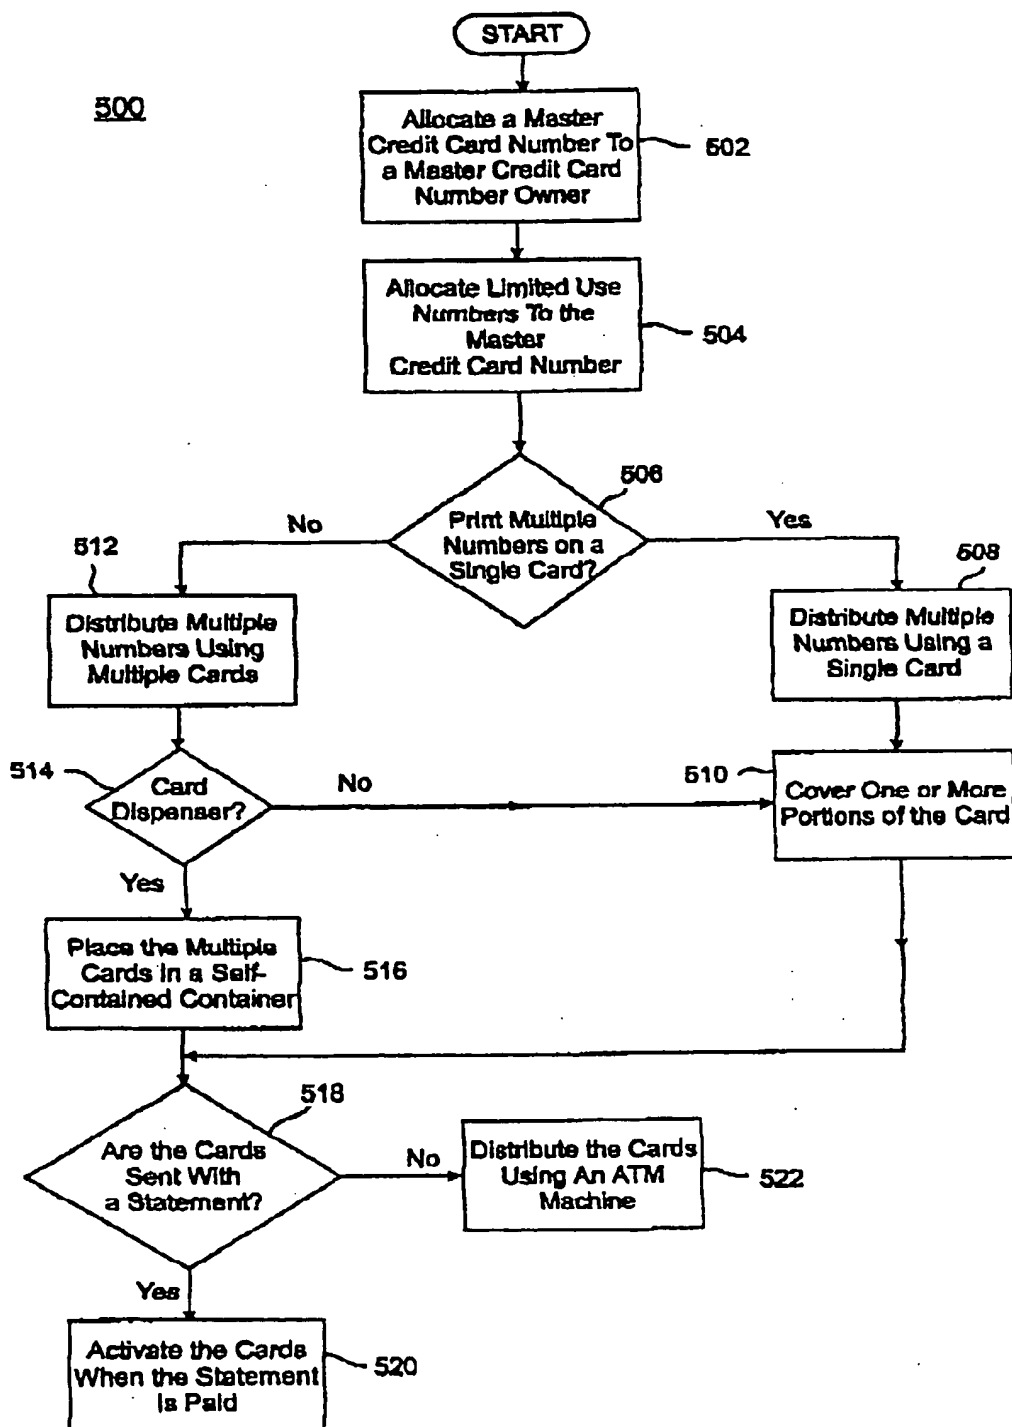 START
500
Allocate a Master
Credit Card Number To
a Master Credit Card
Number Owner
502
Allocate Limited Use
Numbers To the
Master
Credit Card Number
504
506
Print Multiple
Numbers on a
Single Card?
No
Yes
512
508
Distribute Multiple
Numbers Using
Multiple Cards
Distribute Multiple
Numbers Using a
Single Card
514
Card
Dispenser?
No
510
Cover One or More
Portions of the Card
Yes
Place the Multiple
Cards in a Self-
Contained Container
516
518
Are the Cards
Sent With
a Statement?
No
Distribute the Cards
Using An ATM
Machine
522
Yes
Activate the Cards
When the Statement
Is Paid
520